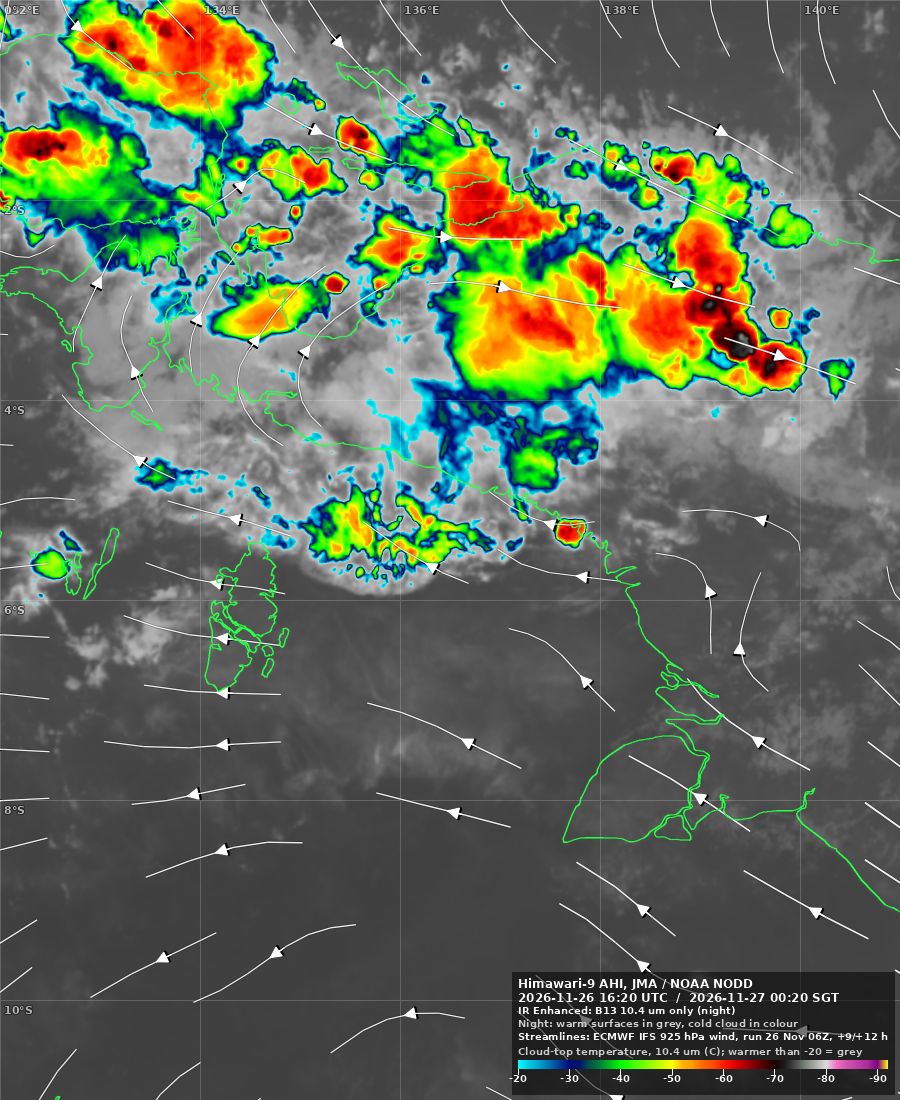 134°E
136°E
138°E
140°E
2°S
4°S
6°S
8°S
10°S
Himawari-9 AHI, JMA / NOAA NODD
2026-11-26 16:20 UTC / 2026-11-27 00:20 SGT
IR Enhanced: B13 10.4 um only (night)
Night: warm surfaces in grey, cold cloud in colour
Streamlines: ECMWF IFS 925 hPa wind, run 26 Nov 06Z, +9/+12 h
Cloud-top temperature, 10.4 um (C); warmer than -20 = grey
-20 -30 -40 -50 -60 -70 -80 -90